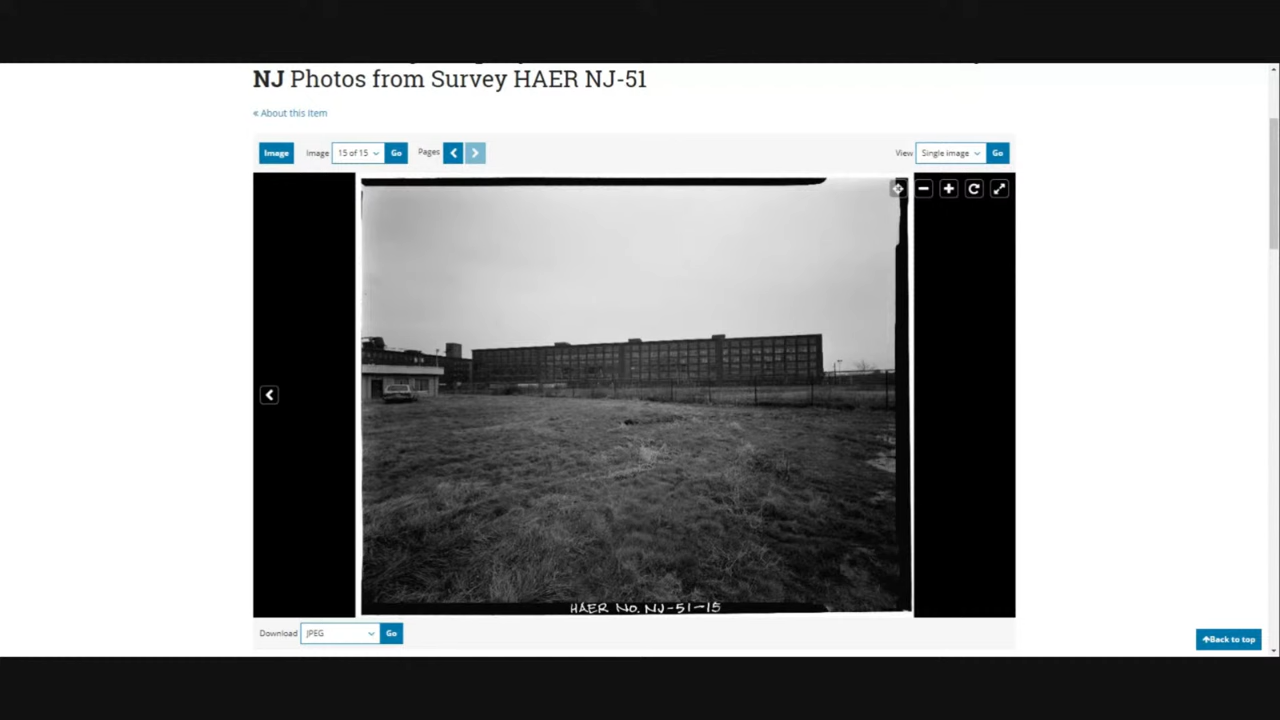 NJ Photos from Survey HAER NJ-51
« About this Item
Image Image 15 of 15 Go Pages View Single image Go
HAER NO. NJ-51-15
Download JPEG Go
Back to top